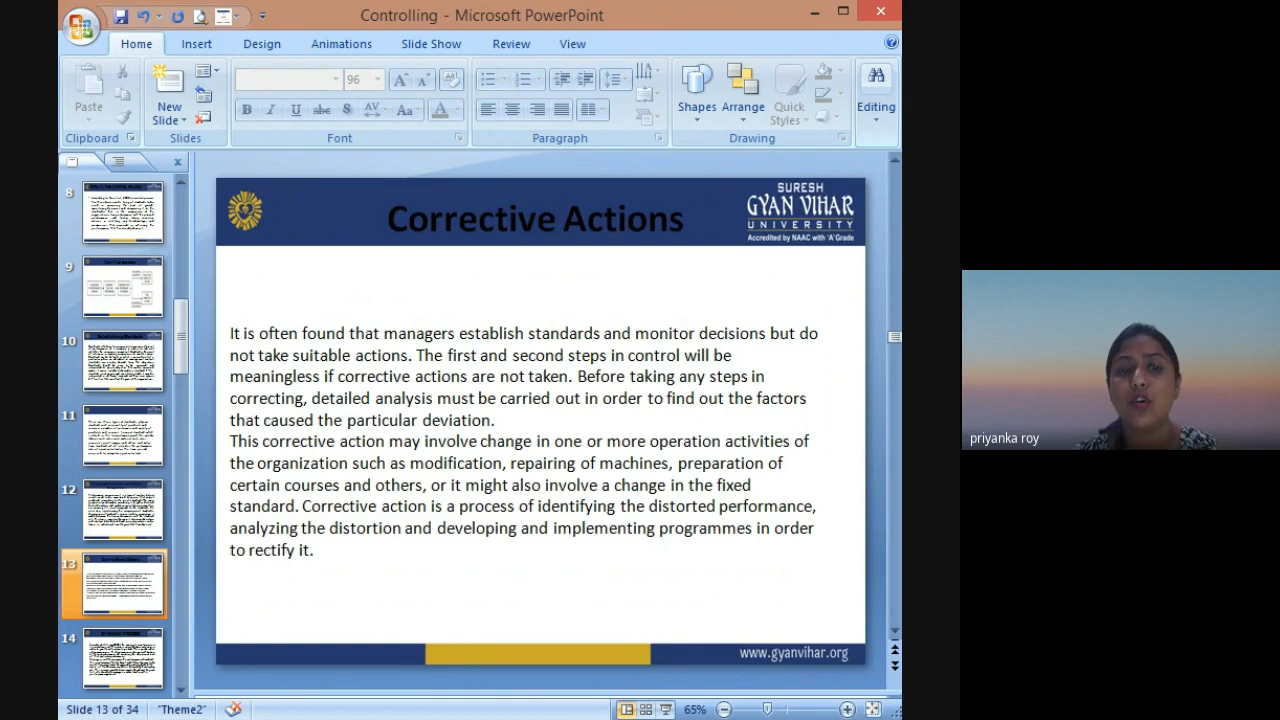 Controlling - Microsoft PowerPoint
Home Insert Design Animations Slide Show Review View
Paste
New
Slide
96
Shapes Arrange Quick
Styles
Editing
Clipboard Slides Font Paragraph Drawing
8
9
10
11
12
13
14
Corrective Actions
SURESH
GYAN VIHAR
UNIVERSITY
Accredited by NAAC with 'A' Grade
It is often found that managers establish standards and monitor decisions but do
not take suitable actions. The first and second steps in control will be
meaningless if corrective actions are not taken. Before taking any steps in
correcting, detailed analysis must be carried out in order to find out the factors
that caused the particular deviation.
This corrective action may involve change in one or more operation activities of
the organization such as modification, repairing of machines, preparation of
certain courses and others, or it might also involve a change in the fixed
standard. Corrective action is a process of identifying the distorted performance,
analyzing the distortion and developing and implementing programmes in order
to rectify it.
www.gyanvihar.org
priyanka roy
Slide 13 of 34 "Theme2" 65%